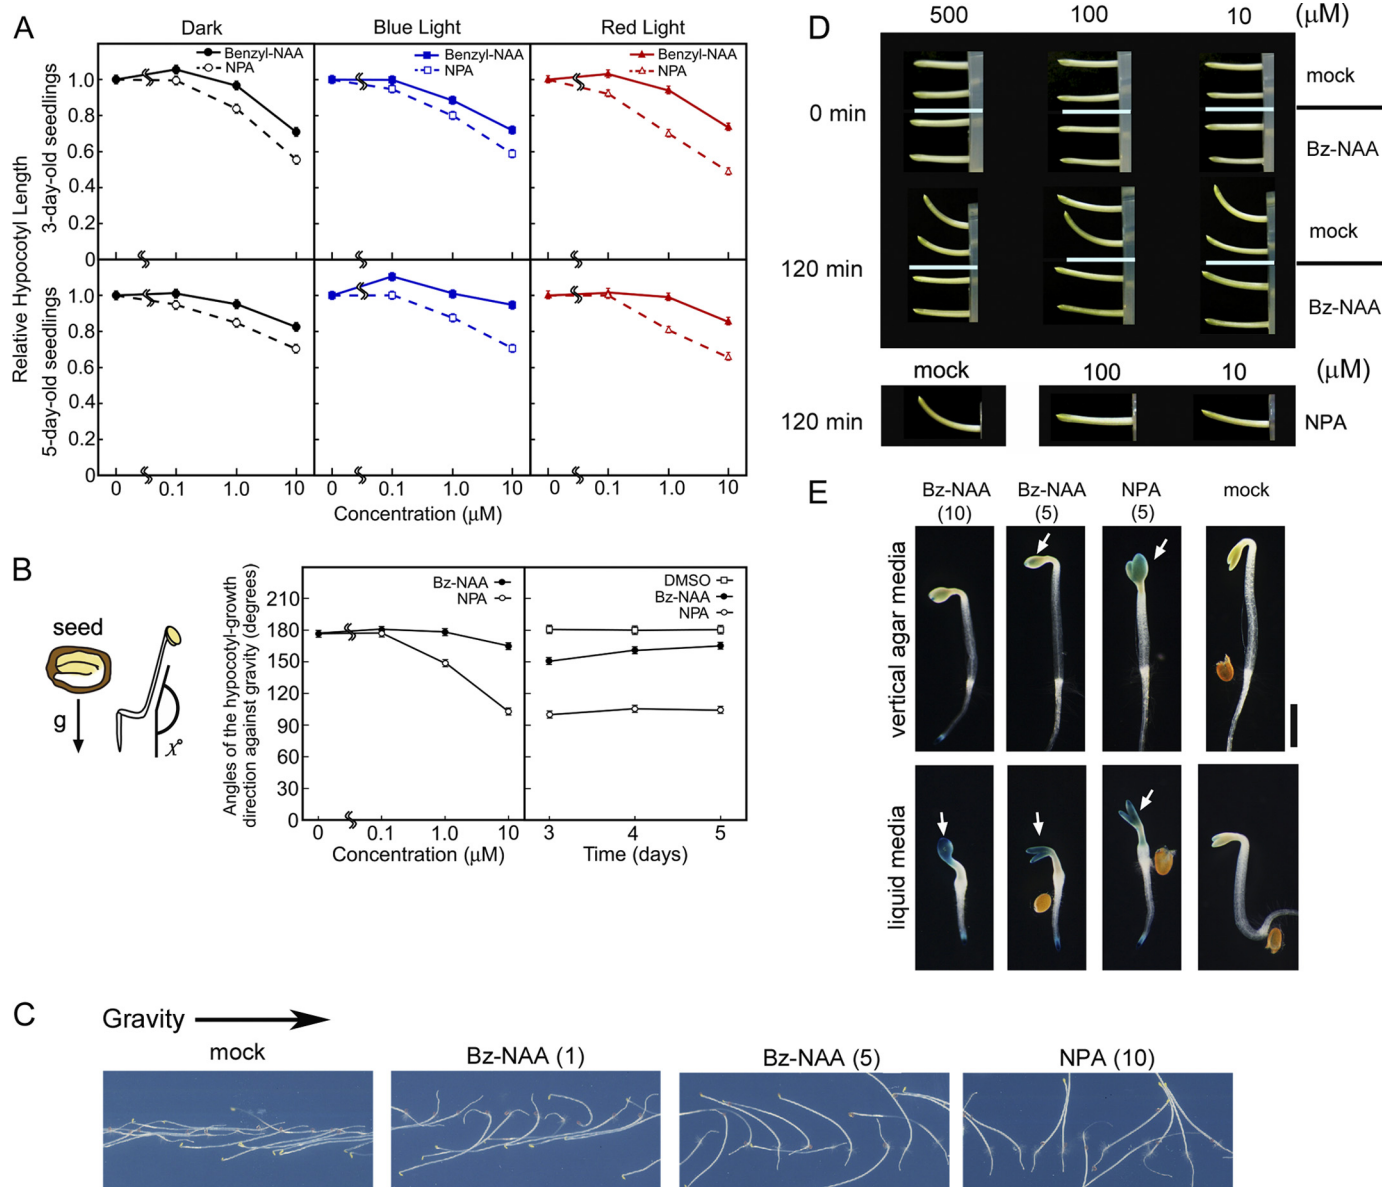 A
Dark
Blue Light
Red Light
Benzyl-NAA
NPA
Benzyl-NAA
NPA
Benzyl-NAA
NPA
Relative Hypocotyl Length
3-day-old seedlings
1.0
0.8
0.6
0.4
0.2
0
5-day-old seedlings
1.0
0.8
0.6
0.4
0.2
0
0 0.1 1.0 10
0 0.1 1.0 10
0 0.1 1.0 10
Concentration (μM)
B
seed
g
x°
Angles of the hypocotyl-growth
direction against gravity (degrees)
210
180
150
120
90
60
30
0
Bz-NAA
NPA
DMSO
Bz-NAA
NPA
0 0.1 1.0 10
3 4 5
Concentration (μM)
Time (days)
C
Gravity
mock
Bz-NAA (1)
Bz-NAA (5)
NPA (10)
D
500 100 10 (μM)
0 min
mock
Bz-NAA
120 min
mock
Bz-NAA
mock
100 10 (μM)
120 min
NPA
E
Bz-NAA
(10)
Bz-NAA
(5)
NPA
(5)
mock
vertical agar media
liquid media